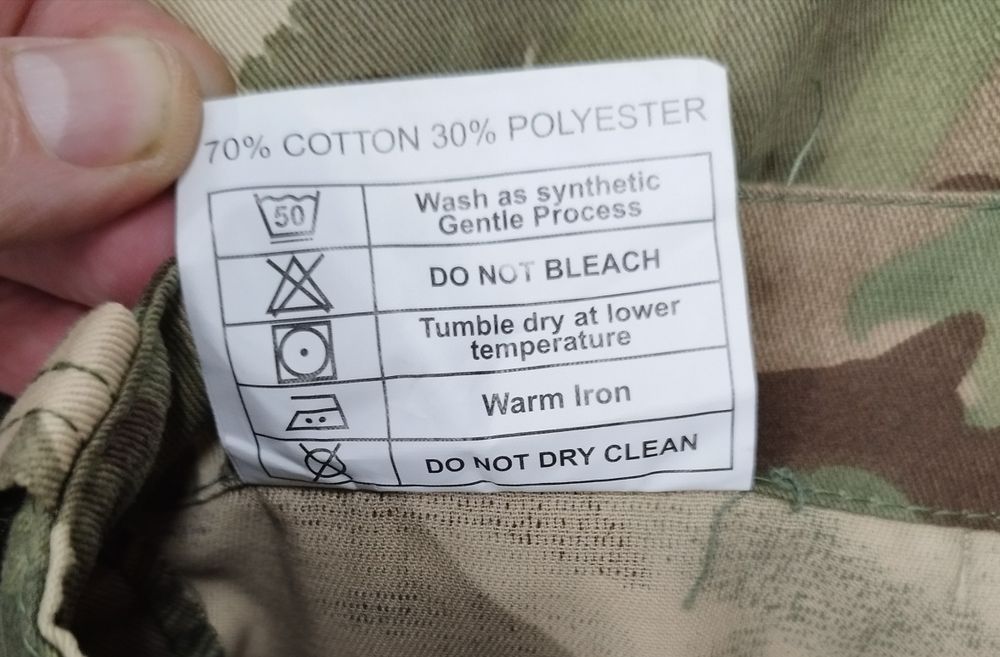 70% COTTON 30% POLYESTER
50
Wash as synthetic
Gentle Process
DO NOT BLEACH
Tumble dry at lower
temperature
Warm Iron
DO NOT DRY CLEAN